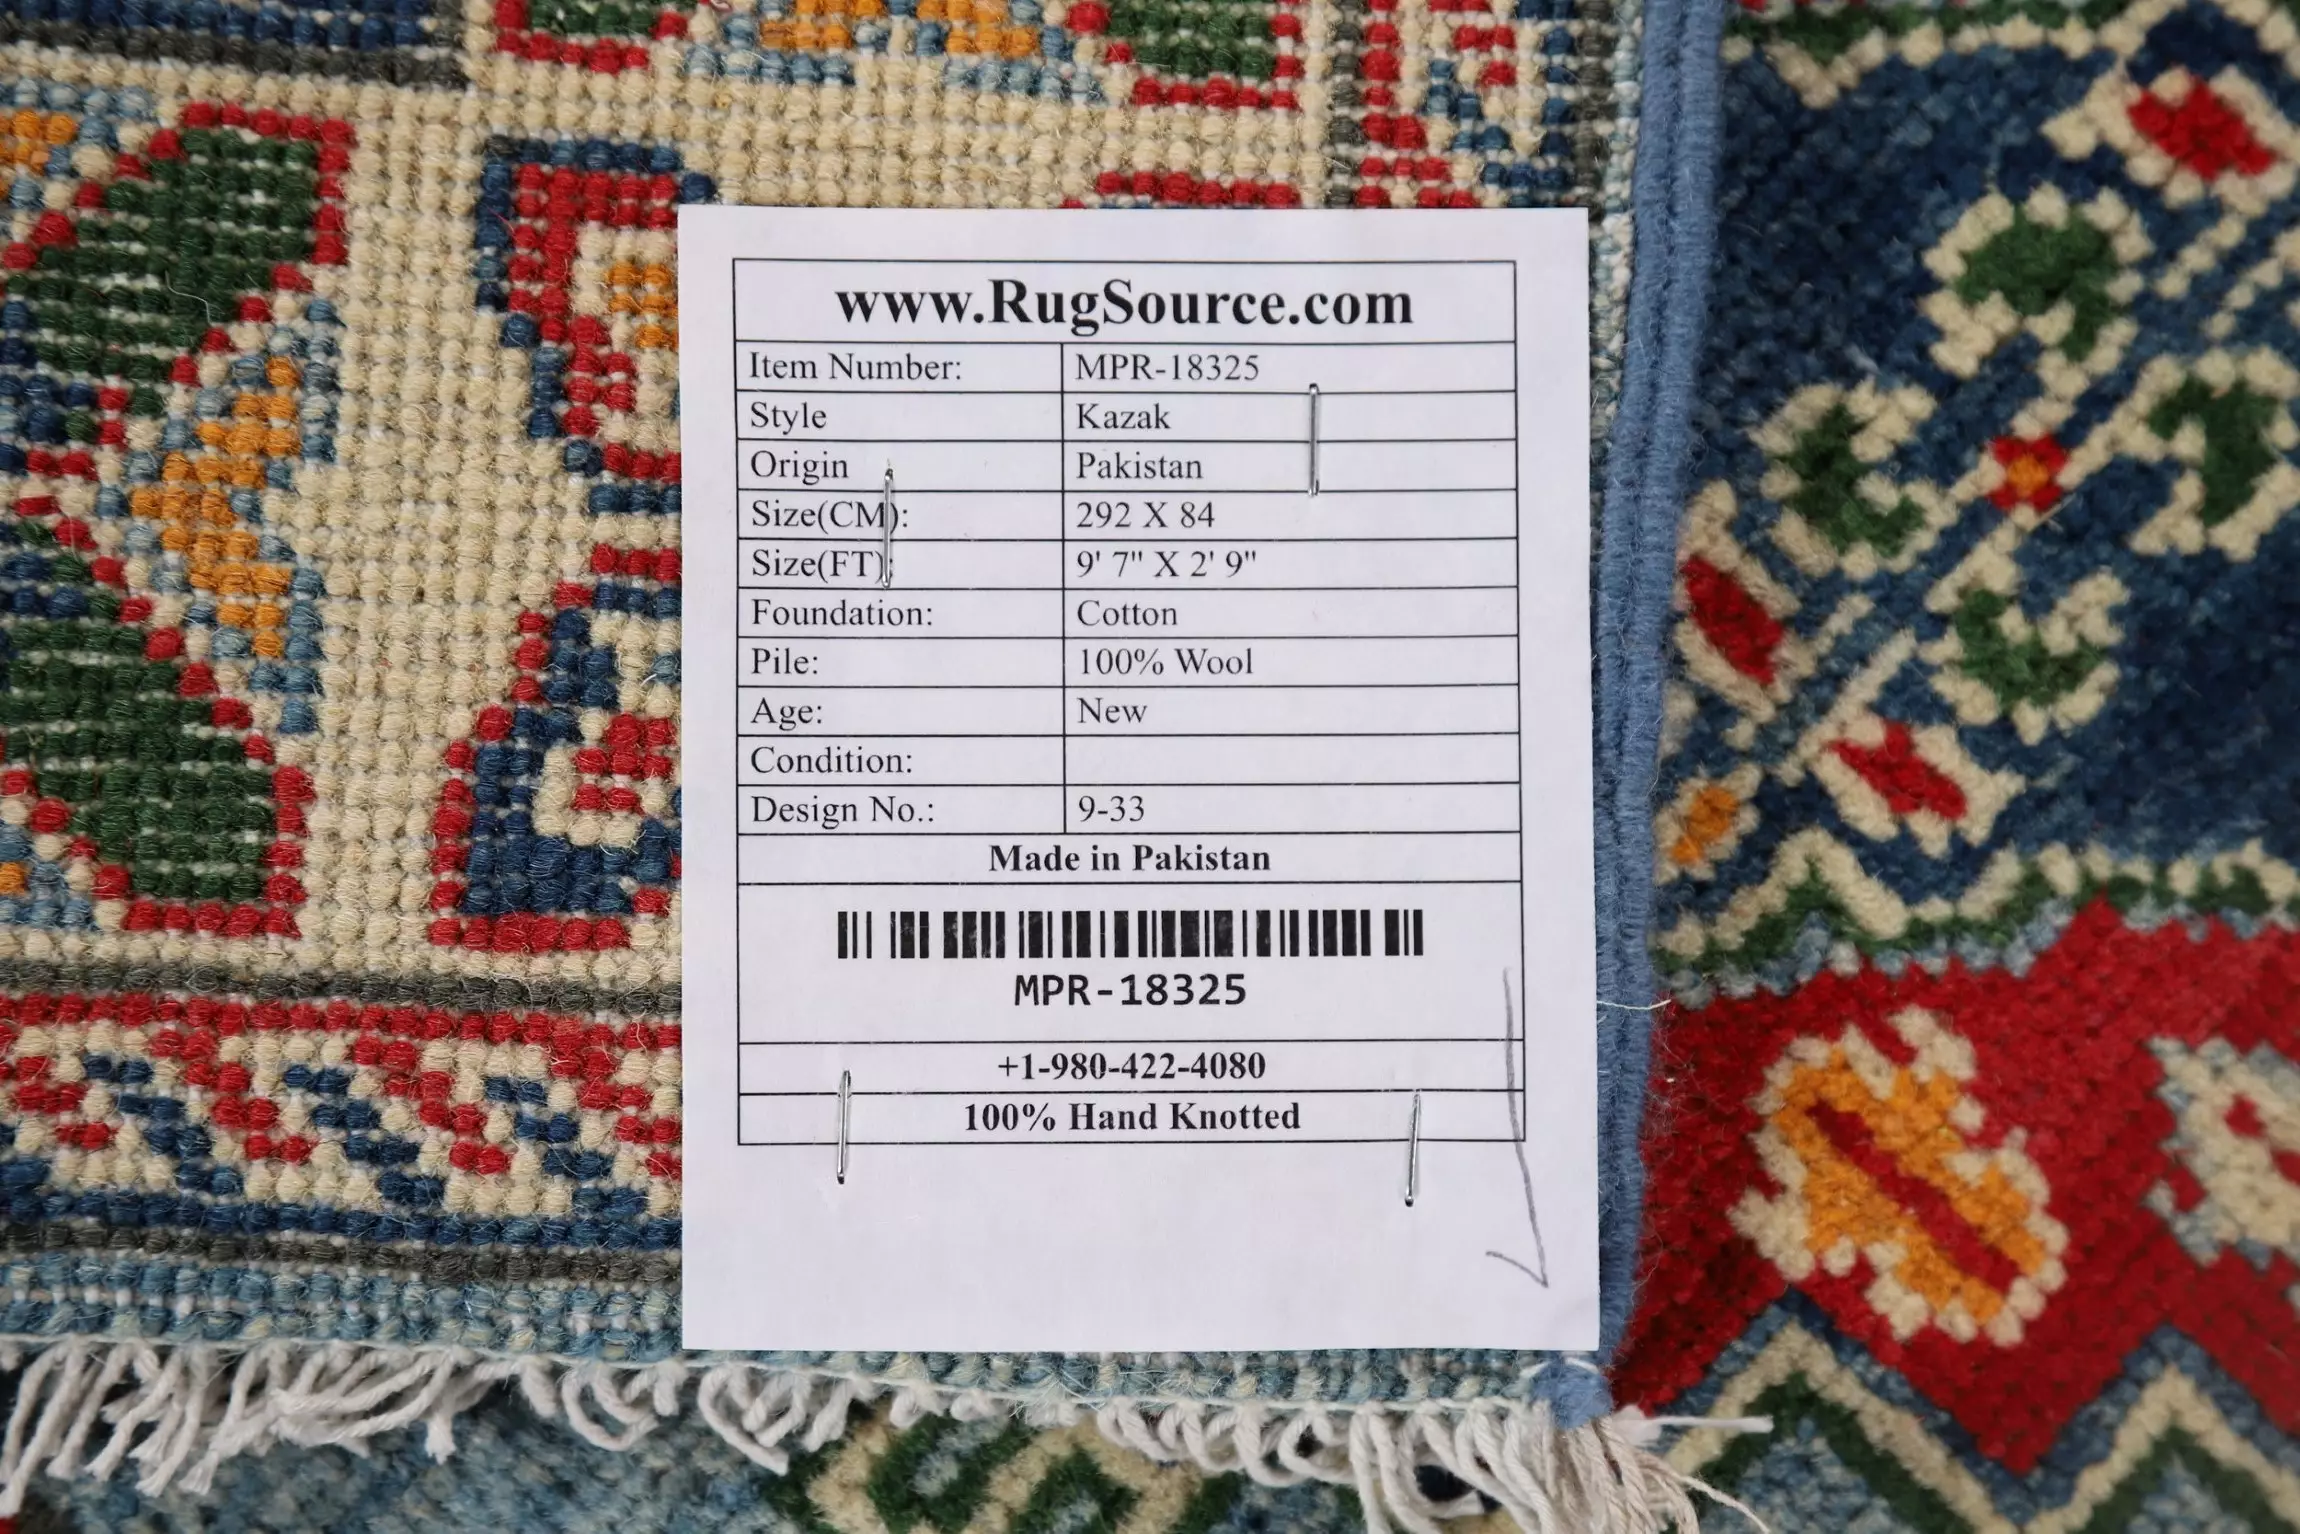 www.RugSource.com
Item Number: MPR-18325
Style Kazak
Origin Pakistan
Size(CM): 292 X 84
Size(FT): 9' 7" X 2' 9"
Foundation: Cotton
Pile: 100% Wool
Age: New
Condition:
Design No.: 9-33
Made in Pakistan
MPR-18325
+1-980-422-4080
100% Hand Knotted